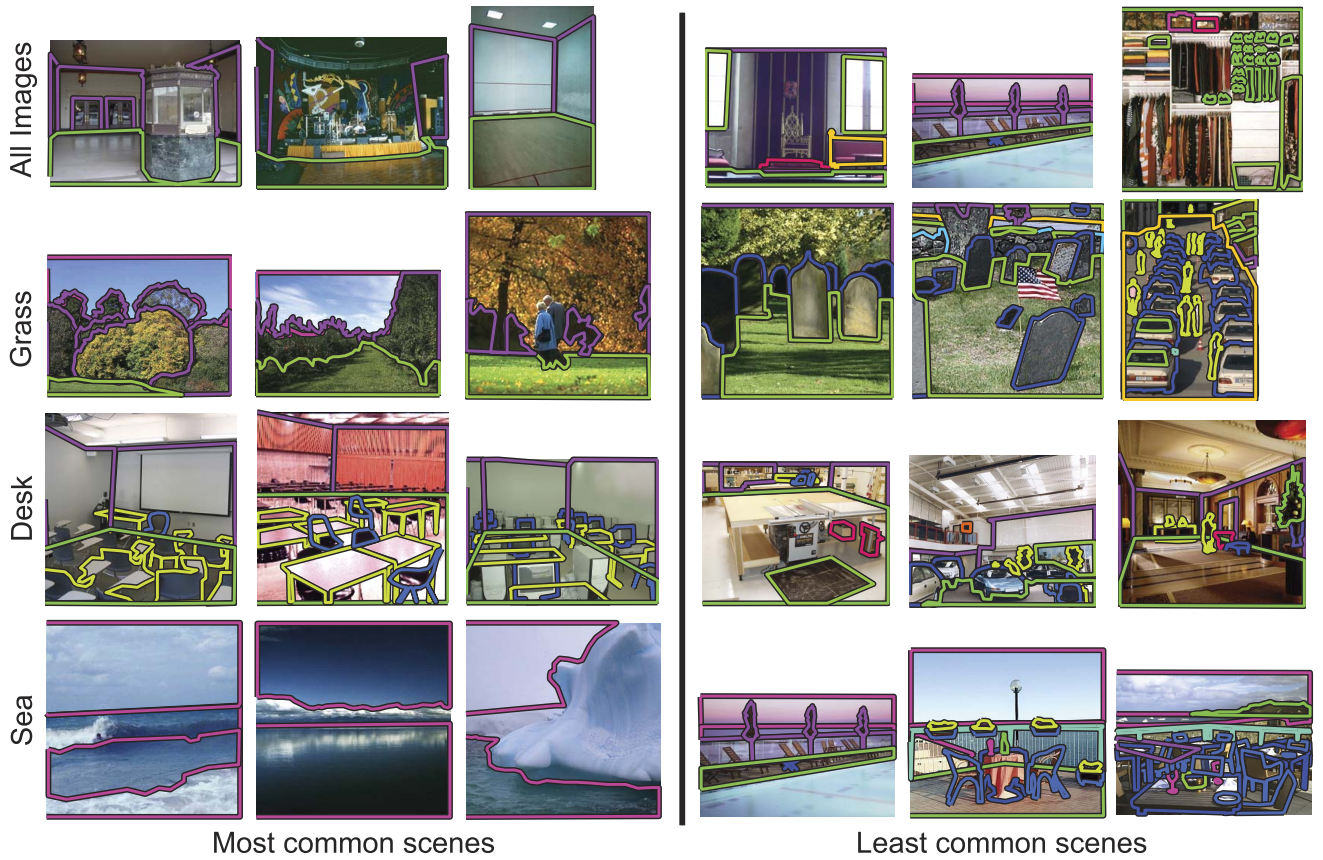 All Images
Grass
Desk
Sea
Most common scenes
Least common scenes